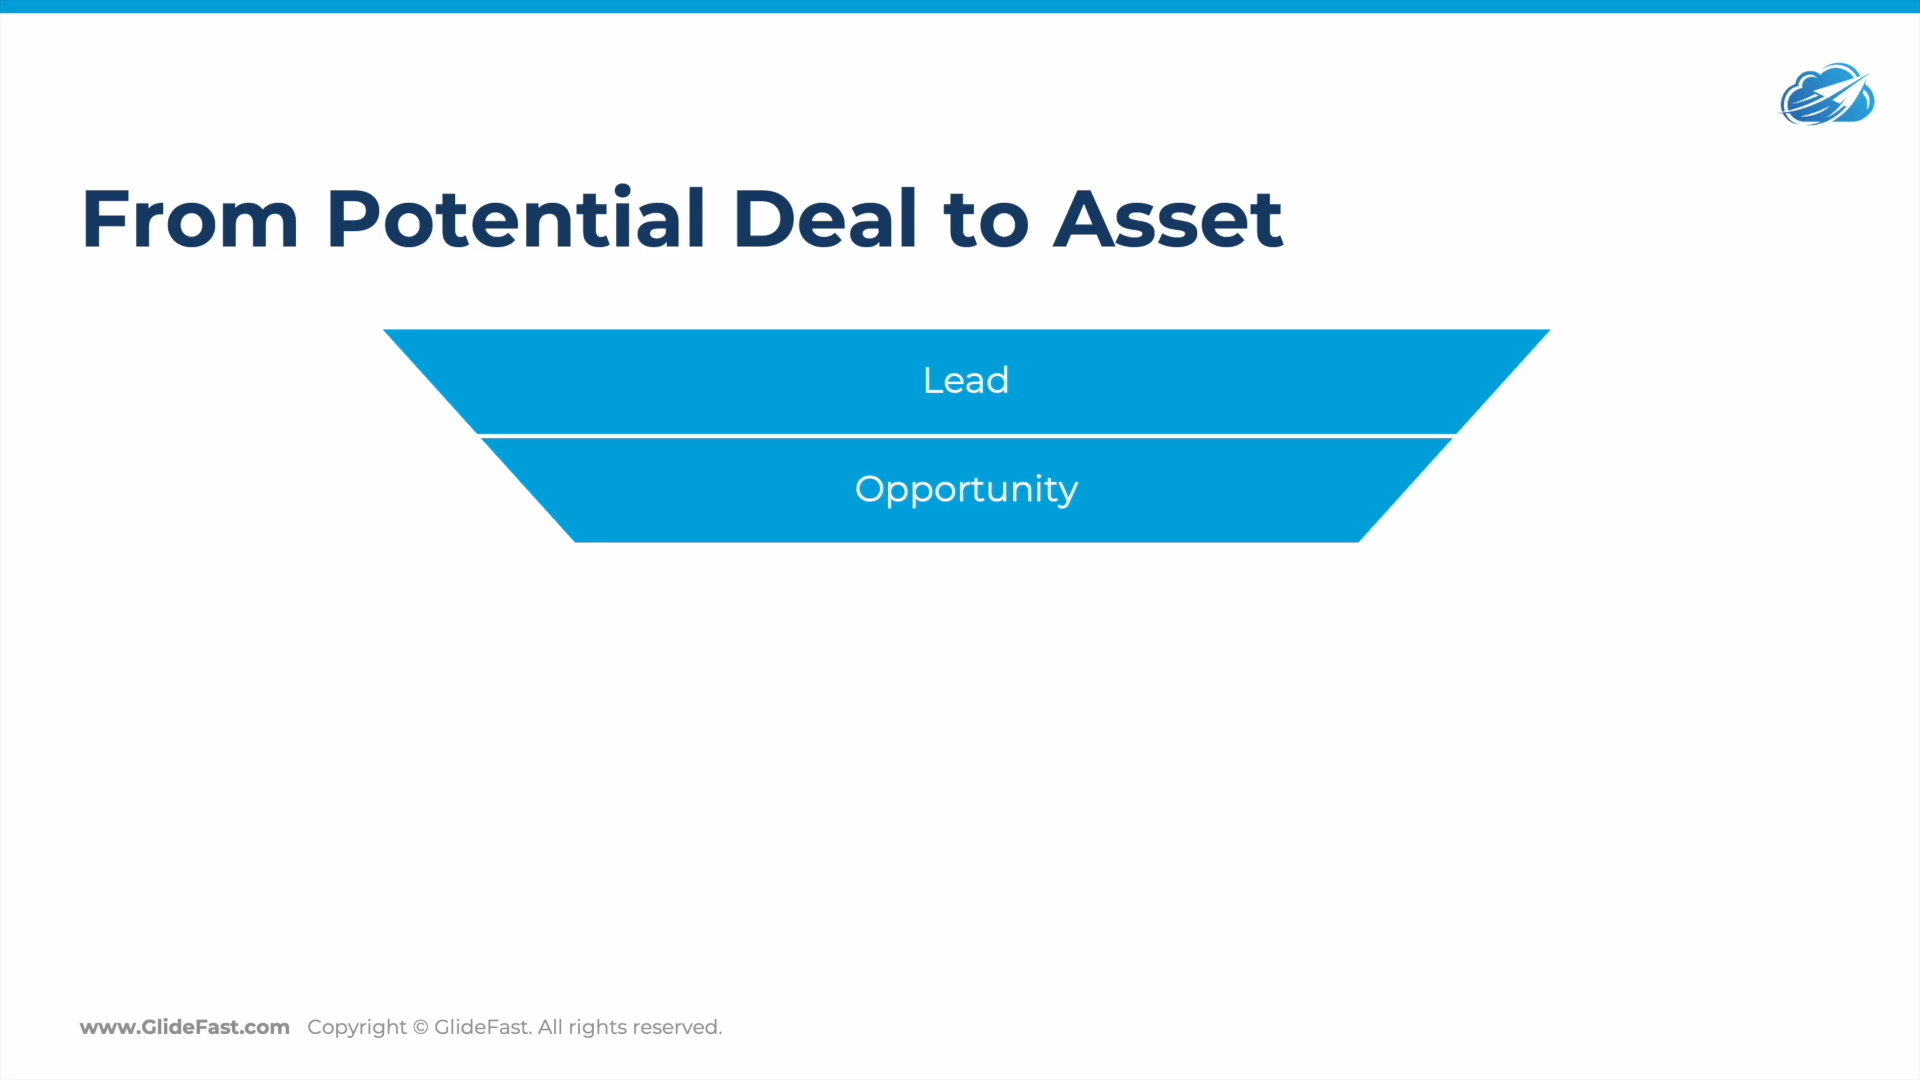 From Potential Deal to Asset
Lead
Opportunity
www.GlideFast.com Copyright © GlideFast. All rights reserved.